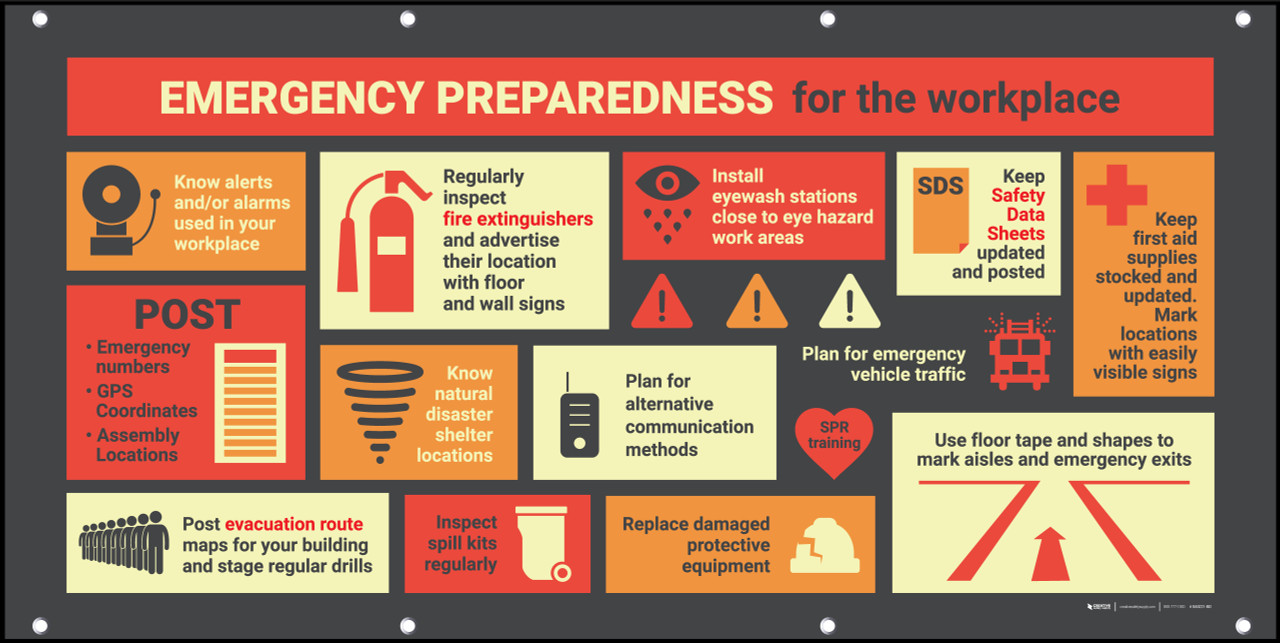 EMERGENCY PREPAREDNESS for the workplace
Know alerts
and/or alarms
used in your
workplace
Regularly
inspect
fire extinguishers
and advertise
their location
with floor
and wall signs
Install
eyewash stations
close to eye hazard
work areas
SDS
Keep
Safety
Data
Sheets
updated
and posted
Keep
first aid
supplies
stocked and
updated.
Mark
locations
with easily
visible signs
POST
• Emergency
numbers
• GPS
Coordinates
• Assembly
Locations
Know
natural
disaster
shelter
locations
Plan for
alternative
communication
methods
! ! !
Plan for emergency
vehicle traffic
SPR
training
Use floor tape and shapes to
mark aisles and emergency exits
Post evacuation route
maps for your building
and stage regular drills
Inspect
spill kits
regularly
Replace damaged
protective
equipment